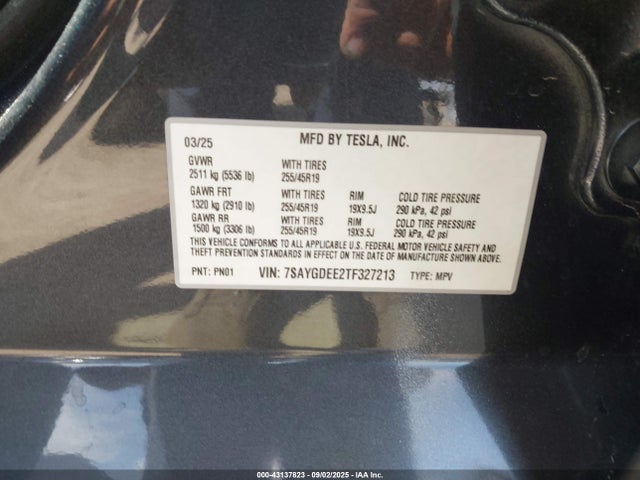 03/25 MFD BY TESLA, INC.
GVWR WITH TIRES
2511 kg (5536 lb) 255/45R19
GAWR FRT WITH TIRES RIM COLD TIRE PRESSURE
1320 kg (2910 lb) 255/45R19 19X9.5J 290 kPa, 42 psi
GAWR RR WITH TIRES RIM COLD TIRE PRESSURE
1500 kg (3306 lb) 255/45R19 19X9.5J 290 kPa, 42 psi
THIS VEHICLE CONFORMS TO ALL APPLICABLE U.S. FEDERAL MOTOR VEHICLE SAFETY AND
THEFT PREVENTION STANDARDS IN EFFECT ON THE DATE OF MANUFACTURE SHOWN ABOVE.
PNT: PN01 VIN: 7SAYGDEE2TF327213 TYPE: MPV
000-43137823 - 09/02/2025 - IAA Inc.